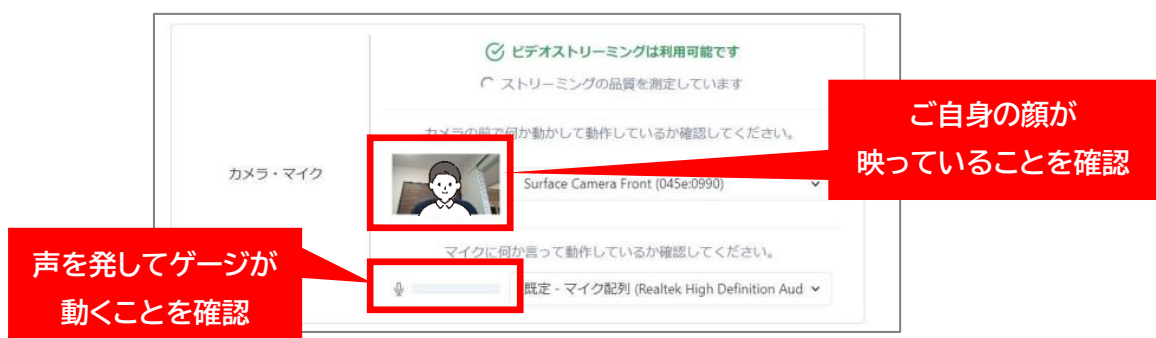 ビデオストリーミングは利用可能です
ストリーミングの品質を測定しています
ご自身の顔が
映っていることを確認
カメラの前で何か動かして動作しているか確認してください。
カメラ・マイク
Surface Camera Front (045e:0990)
マイクに何か言って動作しているか確認してください。
声を発してゲージが
動くことを確認
既定 - マイク配列 (Realtek High Definition Aud